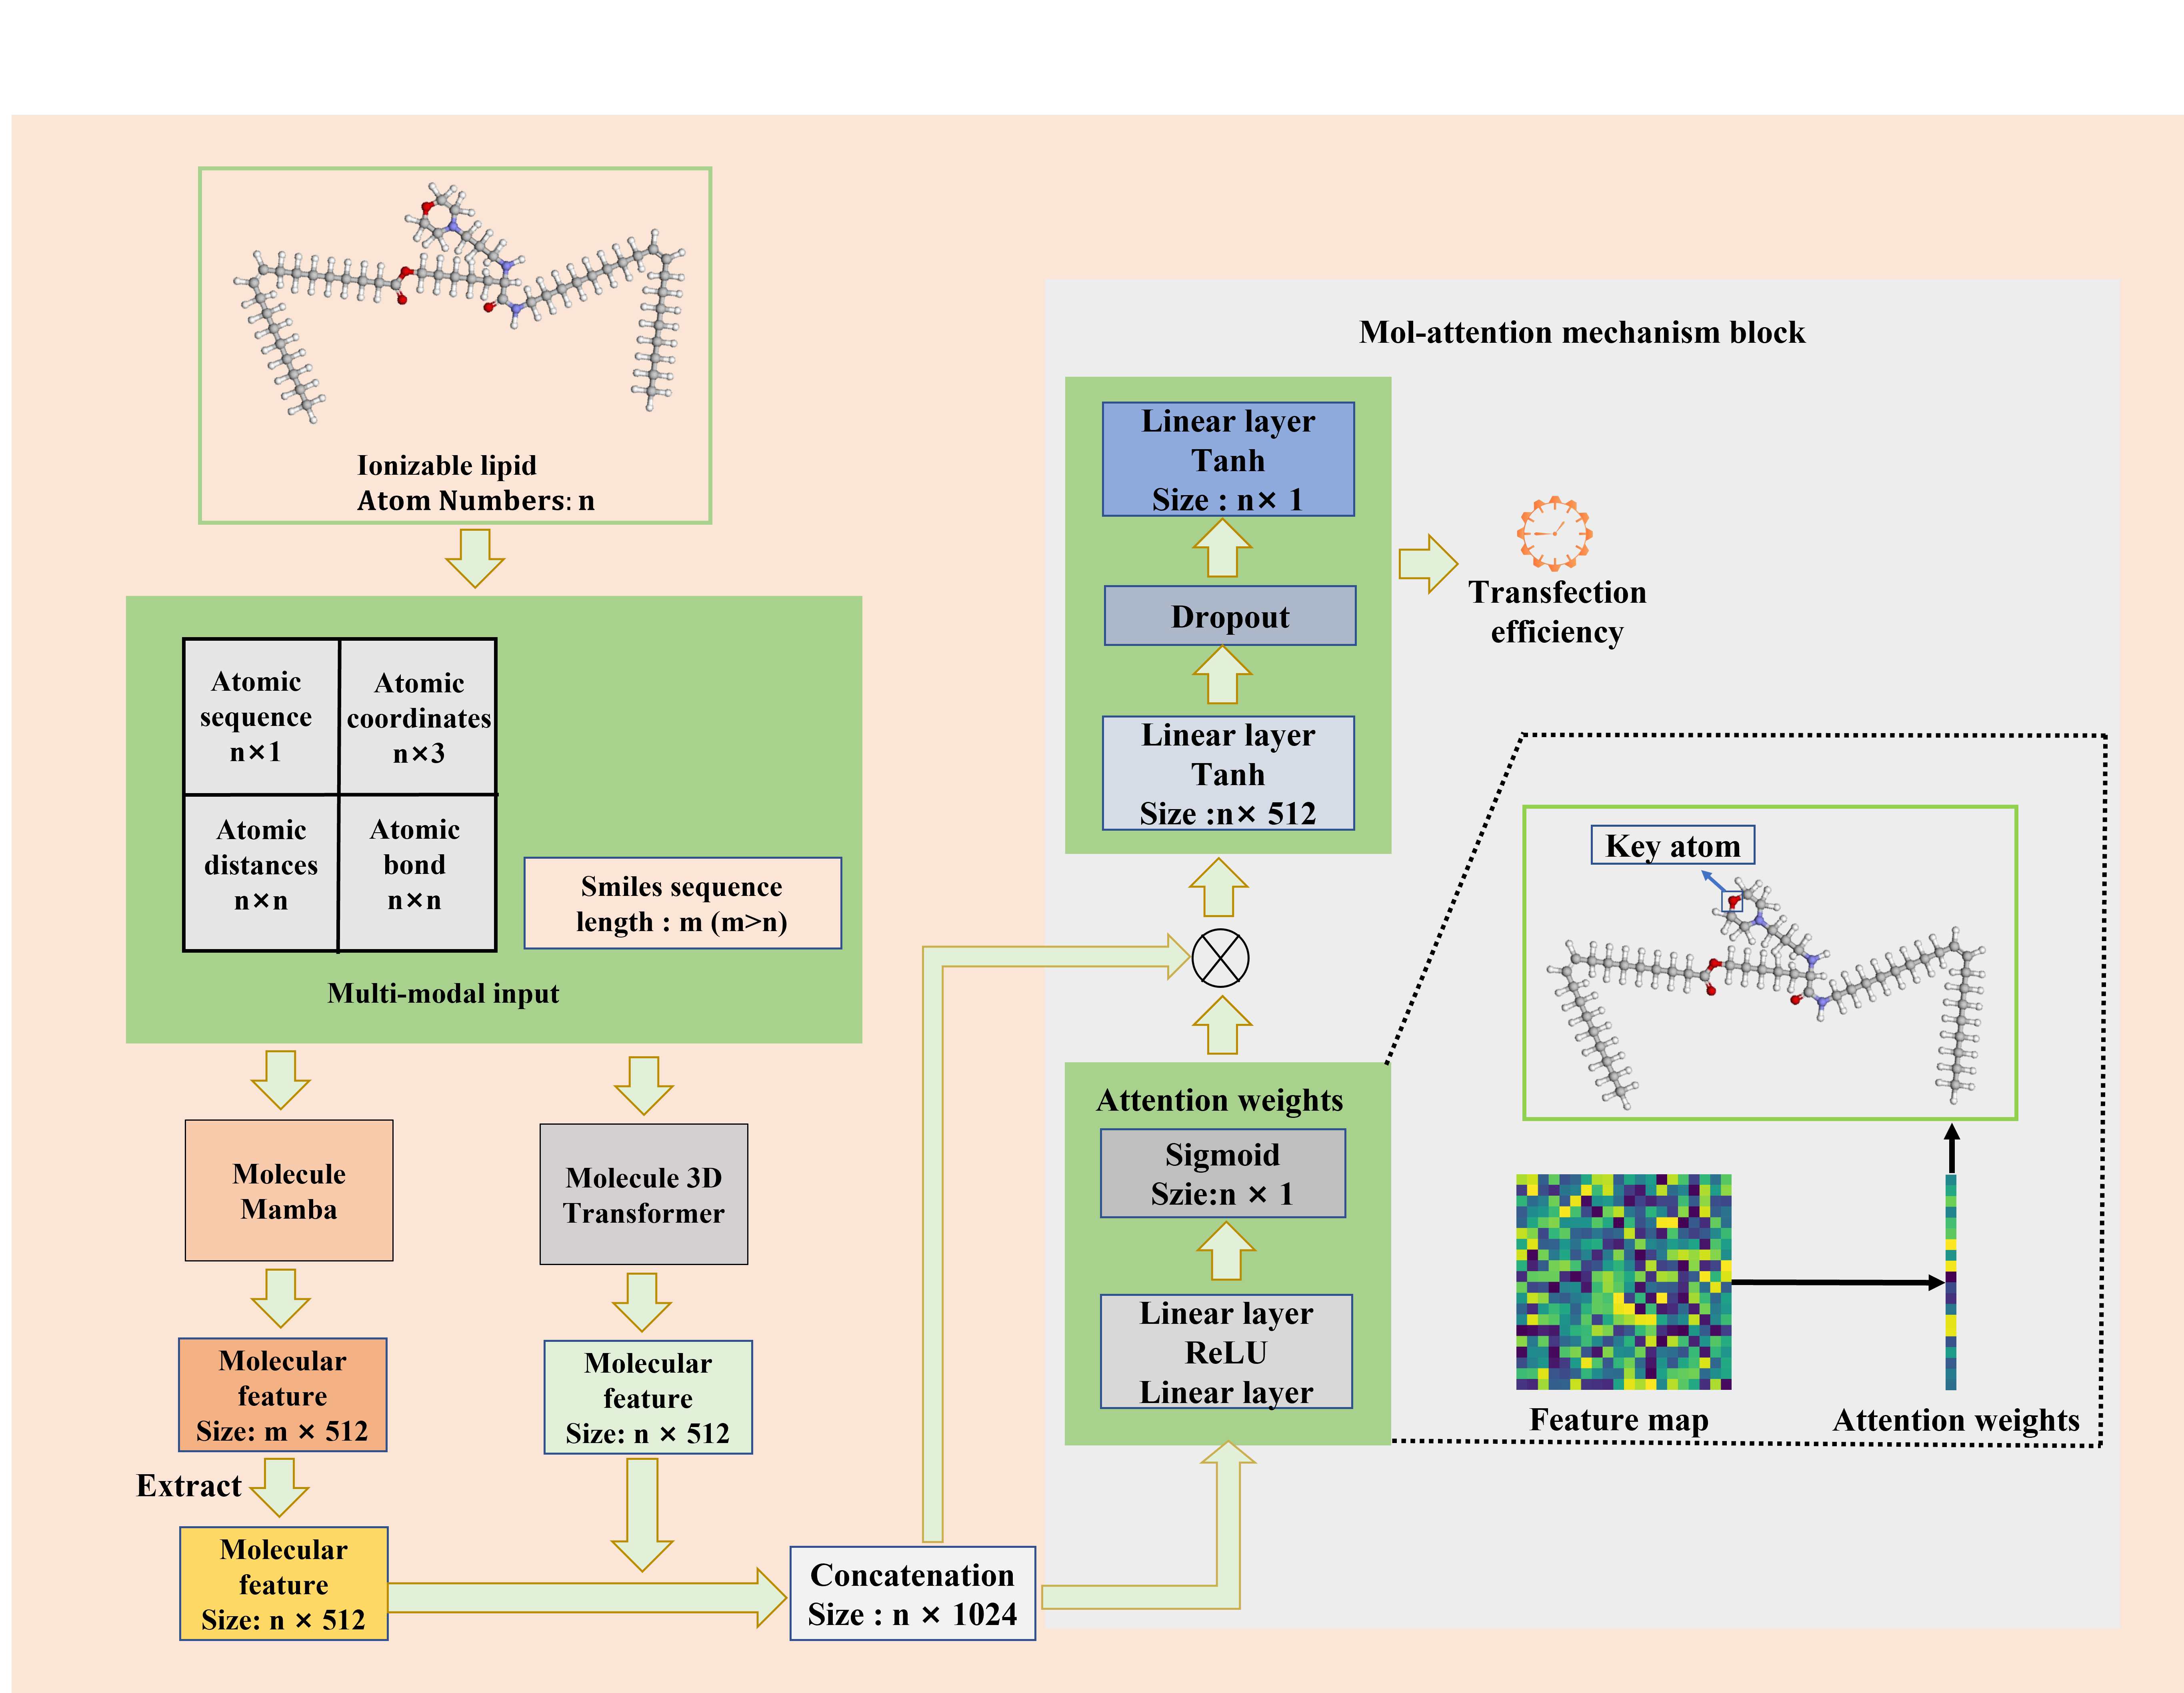 Ionizable lipid
Atom Numbers: n
Atomic
sequence
n×1
Atomic
coordinates
n×3
Atomic
distances
n×n
Atomic
bond
n×n
Smiles sequence
length : m (m>n)
Multi-modal input
Molecule
Mamba
Molecule 3D
Transformer
Molecular
feature
Size: m × 512
Molecular
feature
Size: n × 512
Extract
Molecular
feature
Size: n × 512
Concatenation
Size : n × 1024
Mol-attention mechanism block
Linear layer
Tanh
Size : n× 1
Dropout
Linear layer
Tanh
Size :n× 512
Transfection
efficiency
Attention weights
Sigmoid
Szie:n × 1
Linear layer
ReLU
Linear layer
Key atom
Feature map
Attention weights